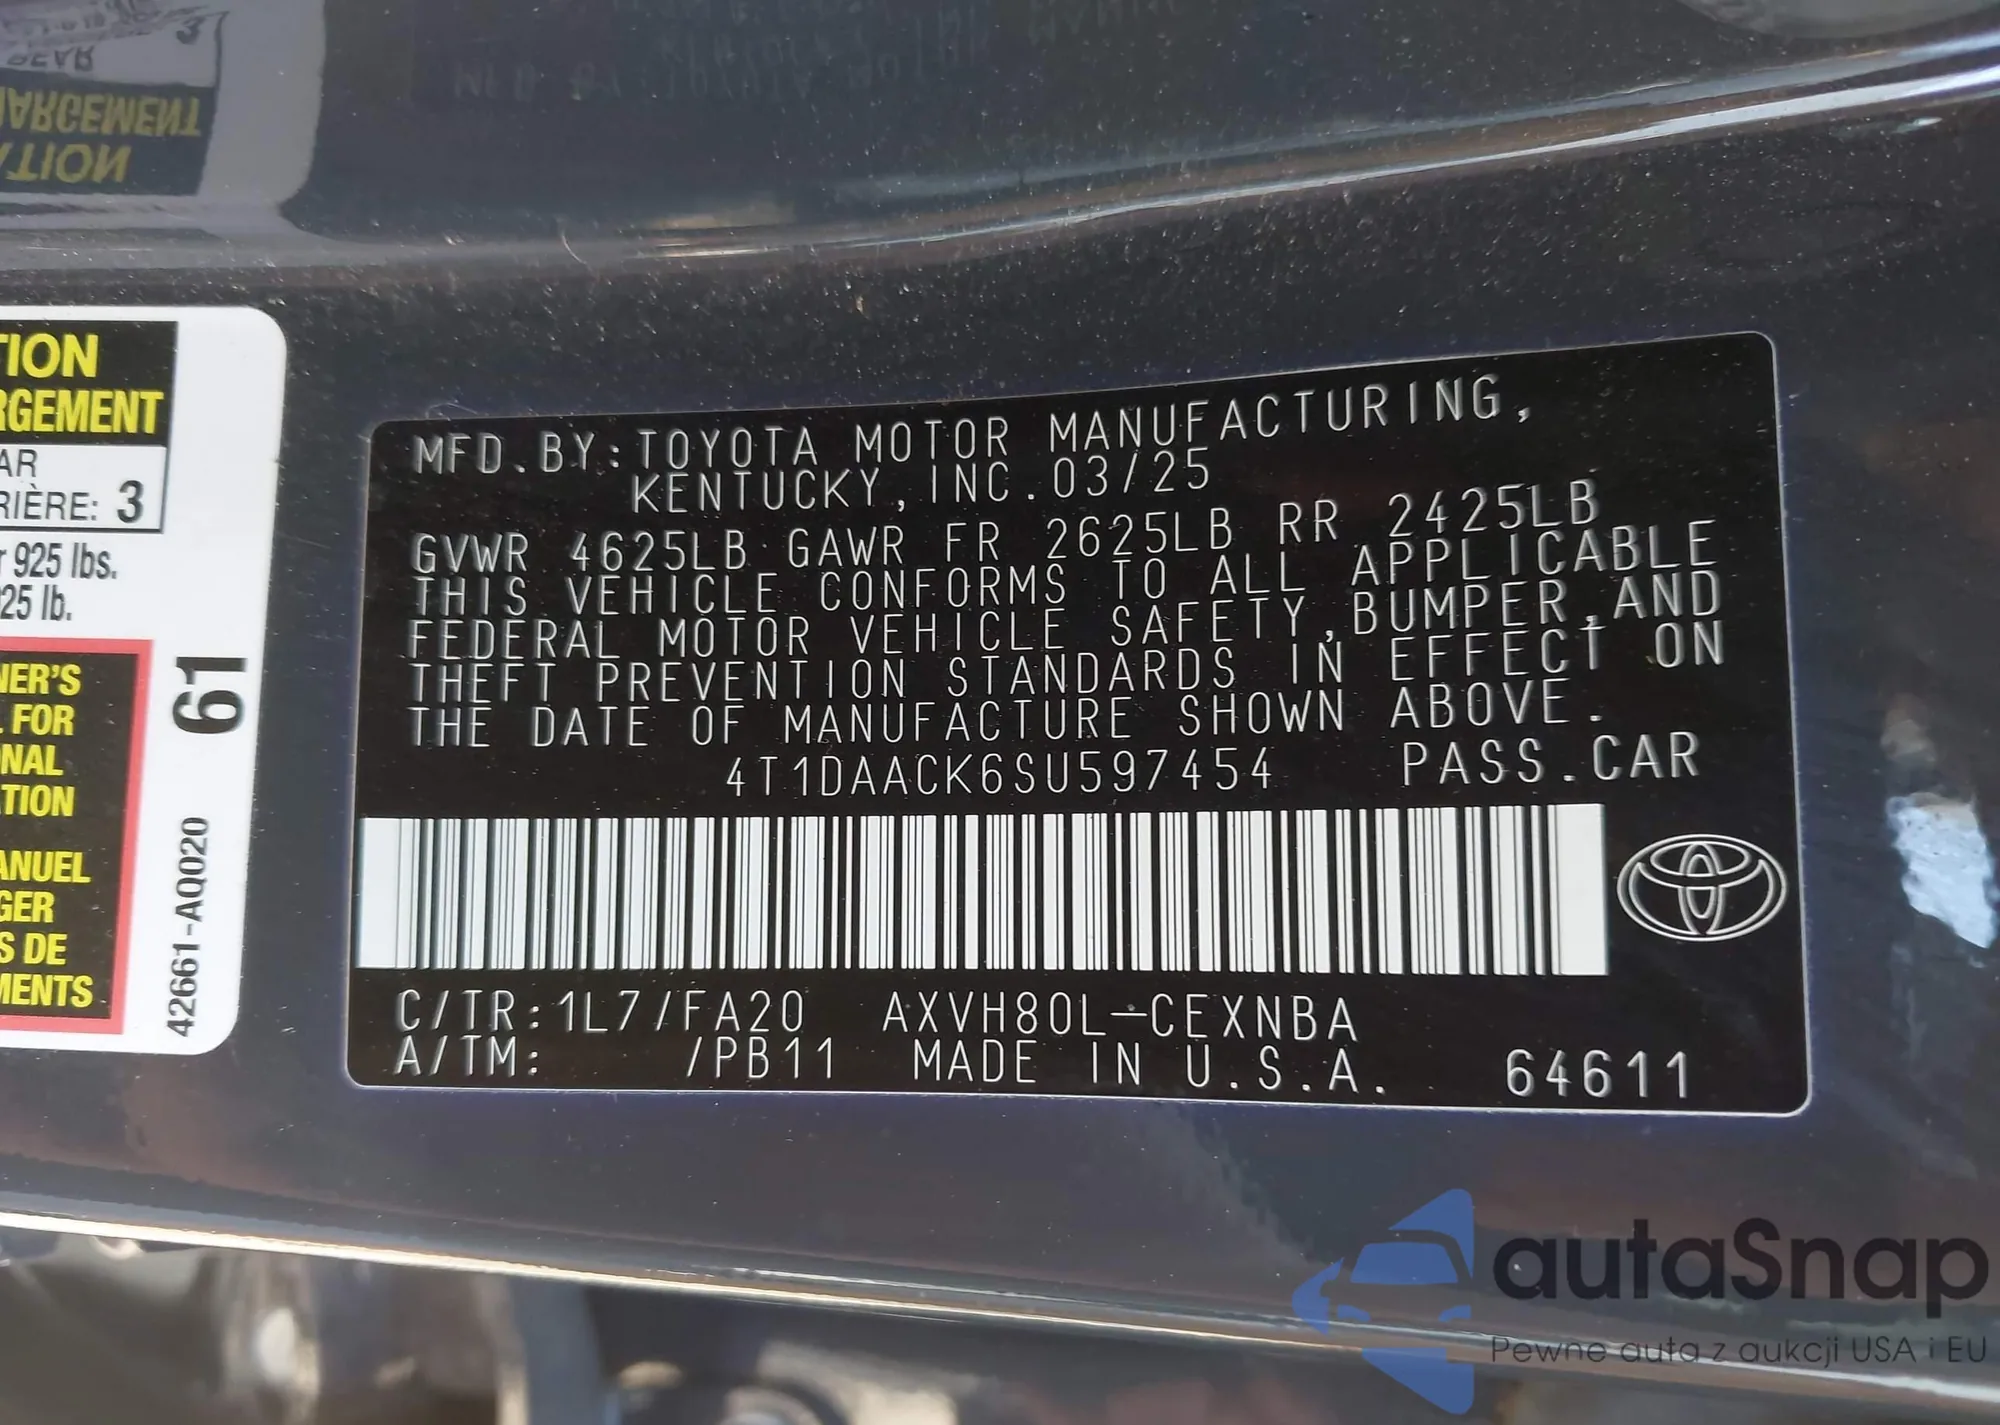 TION
RGEMENT
AR
RIÈRE: 3
r 925 lbs.
925 lb.
NER'S
L FOR
NAL
TION
ANUEL
GER
S DE
MENTS
61
42661-AQ020
MFD.BY:TOYOTA MOTOR MANUFACTURING,
KENTUCKY,INC.03/25
GVWR 4625LB GAWR FR 2625LB RR 2425LB
THIS VEHICLE CONFORMS TO ALL APPLICABLE
FEDERAL MOTOR VEHICLE SAFETY,BUMPER,AND
THEFT PREVENTION STANDARDS IN EFFECT ON
THE DATE OF MANUFACTURE SHOWN ABOVE.
4T1DAACK6SU597454 PASS.CAR
C/TR:1L7/FA20 AXVH80L-CEXNBA
A/TM: /PB11 MADE IN U.S.A. 64611
autaSnap
Pewne auta z aukcji USA i EU